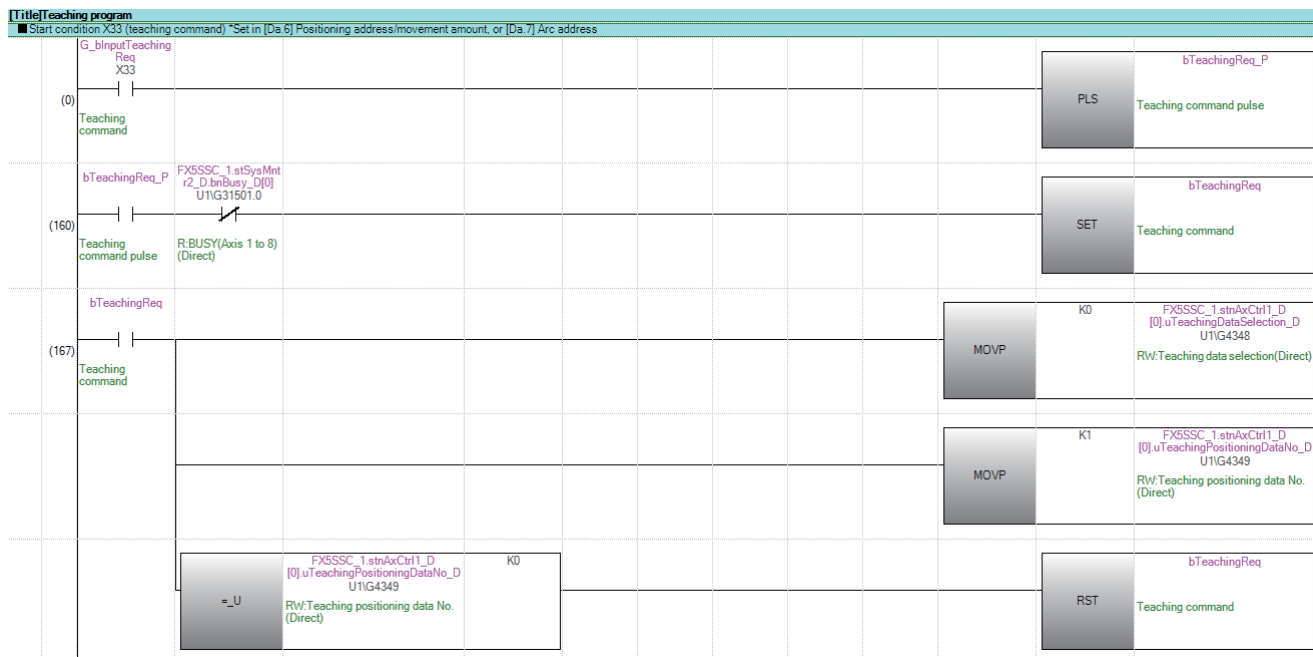 [Title]Teaching program
■Start condition X33 (teaching command) *Set in [Da.6] Positioning address/movement amount, or [Da.7] Arc address
G_bInputTeaching
Req
X33
(0)
Teaching
command
PLS
bTeachingReq_P
Teaching command pulse
bTeachingReq_P
FX5SSC_1.stSysMnt
r2_D.bnBusy_D[0]
U1\G31501.0
(160)
Teaching
command pulse
R:BUSY(Axis 1 to 8)
(Direct)
SET
bTeachingReq
Teaching command
bTeachingReq
(167)
Teaching
command
MOVP
K0
FX5SSC_1.stnAxCtrl1_D
[0].uTeachingDataSelection_D
U1\G4348
RW:Teaching data selection(Direct)
MOVP
K1
FX5SSC_1.stnAxCtrl1_D
[0].uTeachingPositioningDataNo_D
U1\G4349
RW:Teaching positioning data No.
(Direct)
=_U
FX5SSC_1.stnAxCtrl1_D
[0].uTeachingPositioningDataNo_D
U1\G4349
RW:Teaching positioning data No.
(Direct)
K0
RST
bTeachingReq
Teaching command